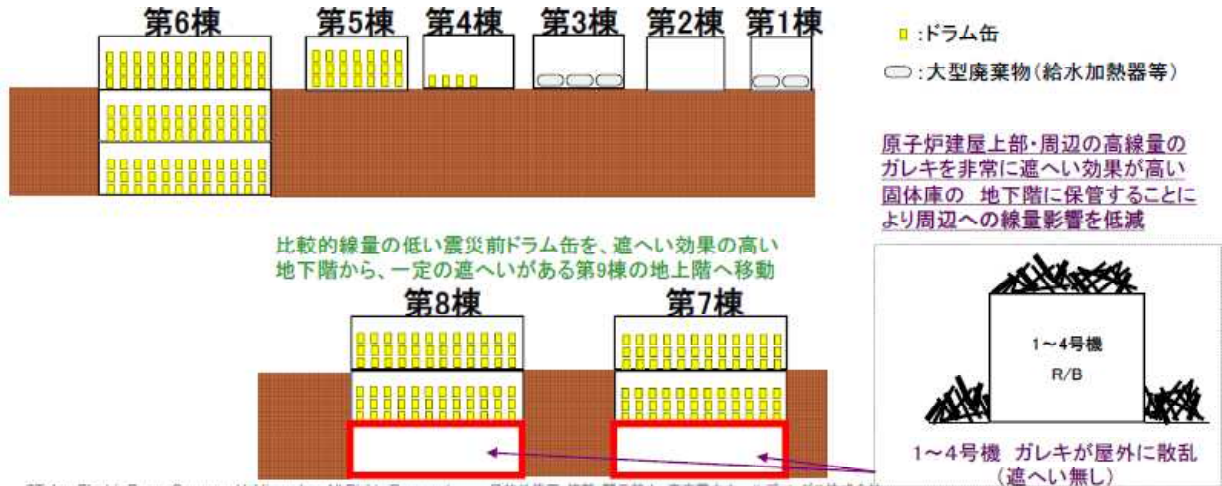 第6棟
第5棟
第4棟
第3棟
第2棟
第1棟
:ドラム缶
:大型廃棄物(給水加熱器等)
原子炉建屋上部・周辺の高線量の
ガレキを非常に遮へい効果が高い
固体庫の 地下階に保管することに
より周辺への線量影響を低減
比較的線量の低い震災前ドラム缶を、遮へい効果の高い
地下階から、一定の遮へいがある第9棟の地上階へ移動
第8棟
第7棟
1~4号機
R/B
1~4号機 ガレキが屋外に散乱
(遮へい無し)